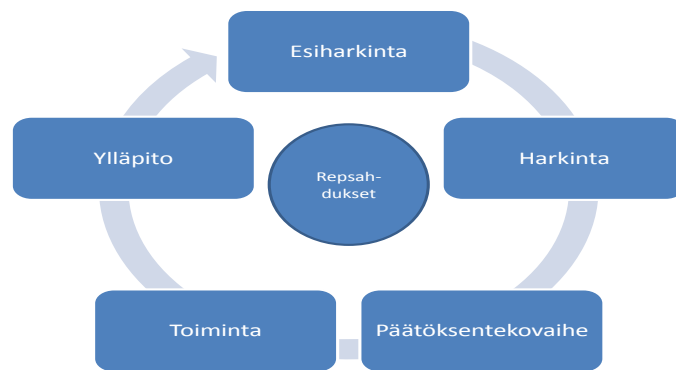 Esiharkinta
Ylläpito
Repsah-
dukset
Harkinta
Toiminta
Päätöksentekovaihe